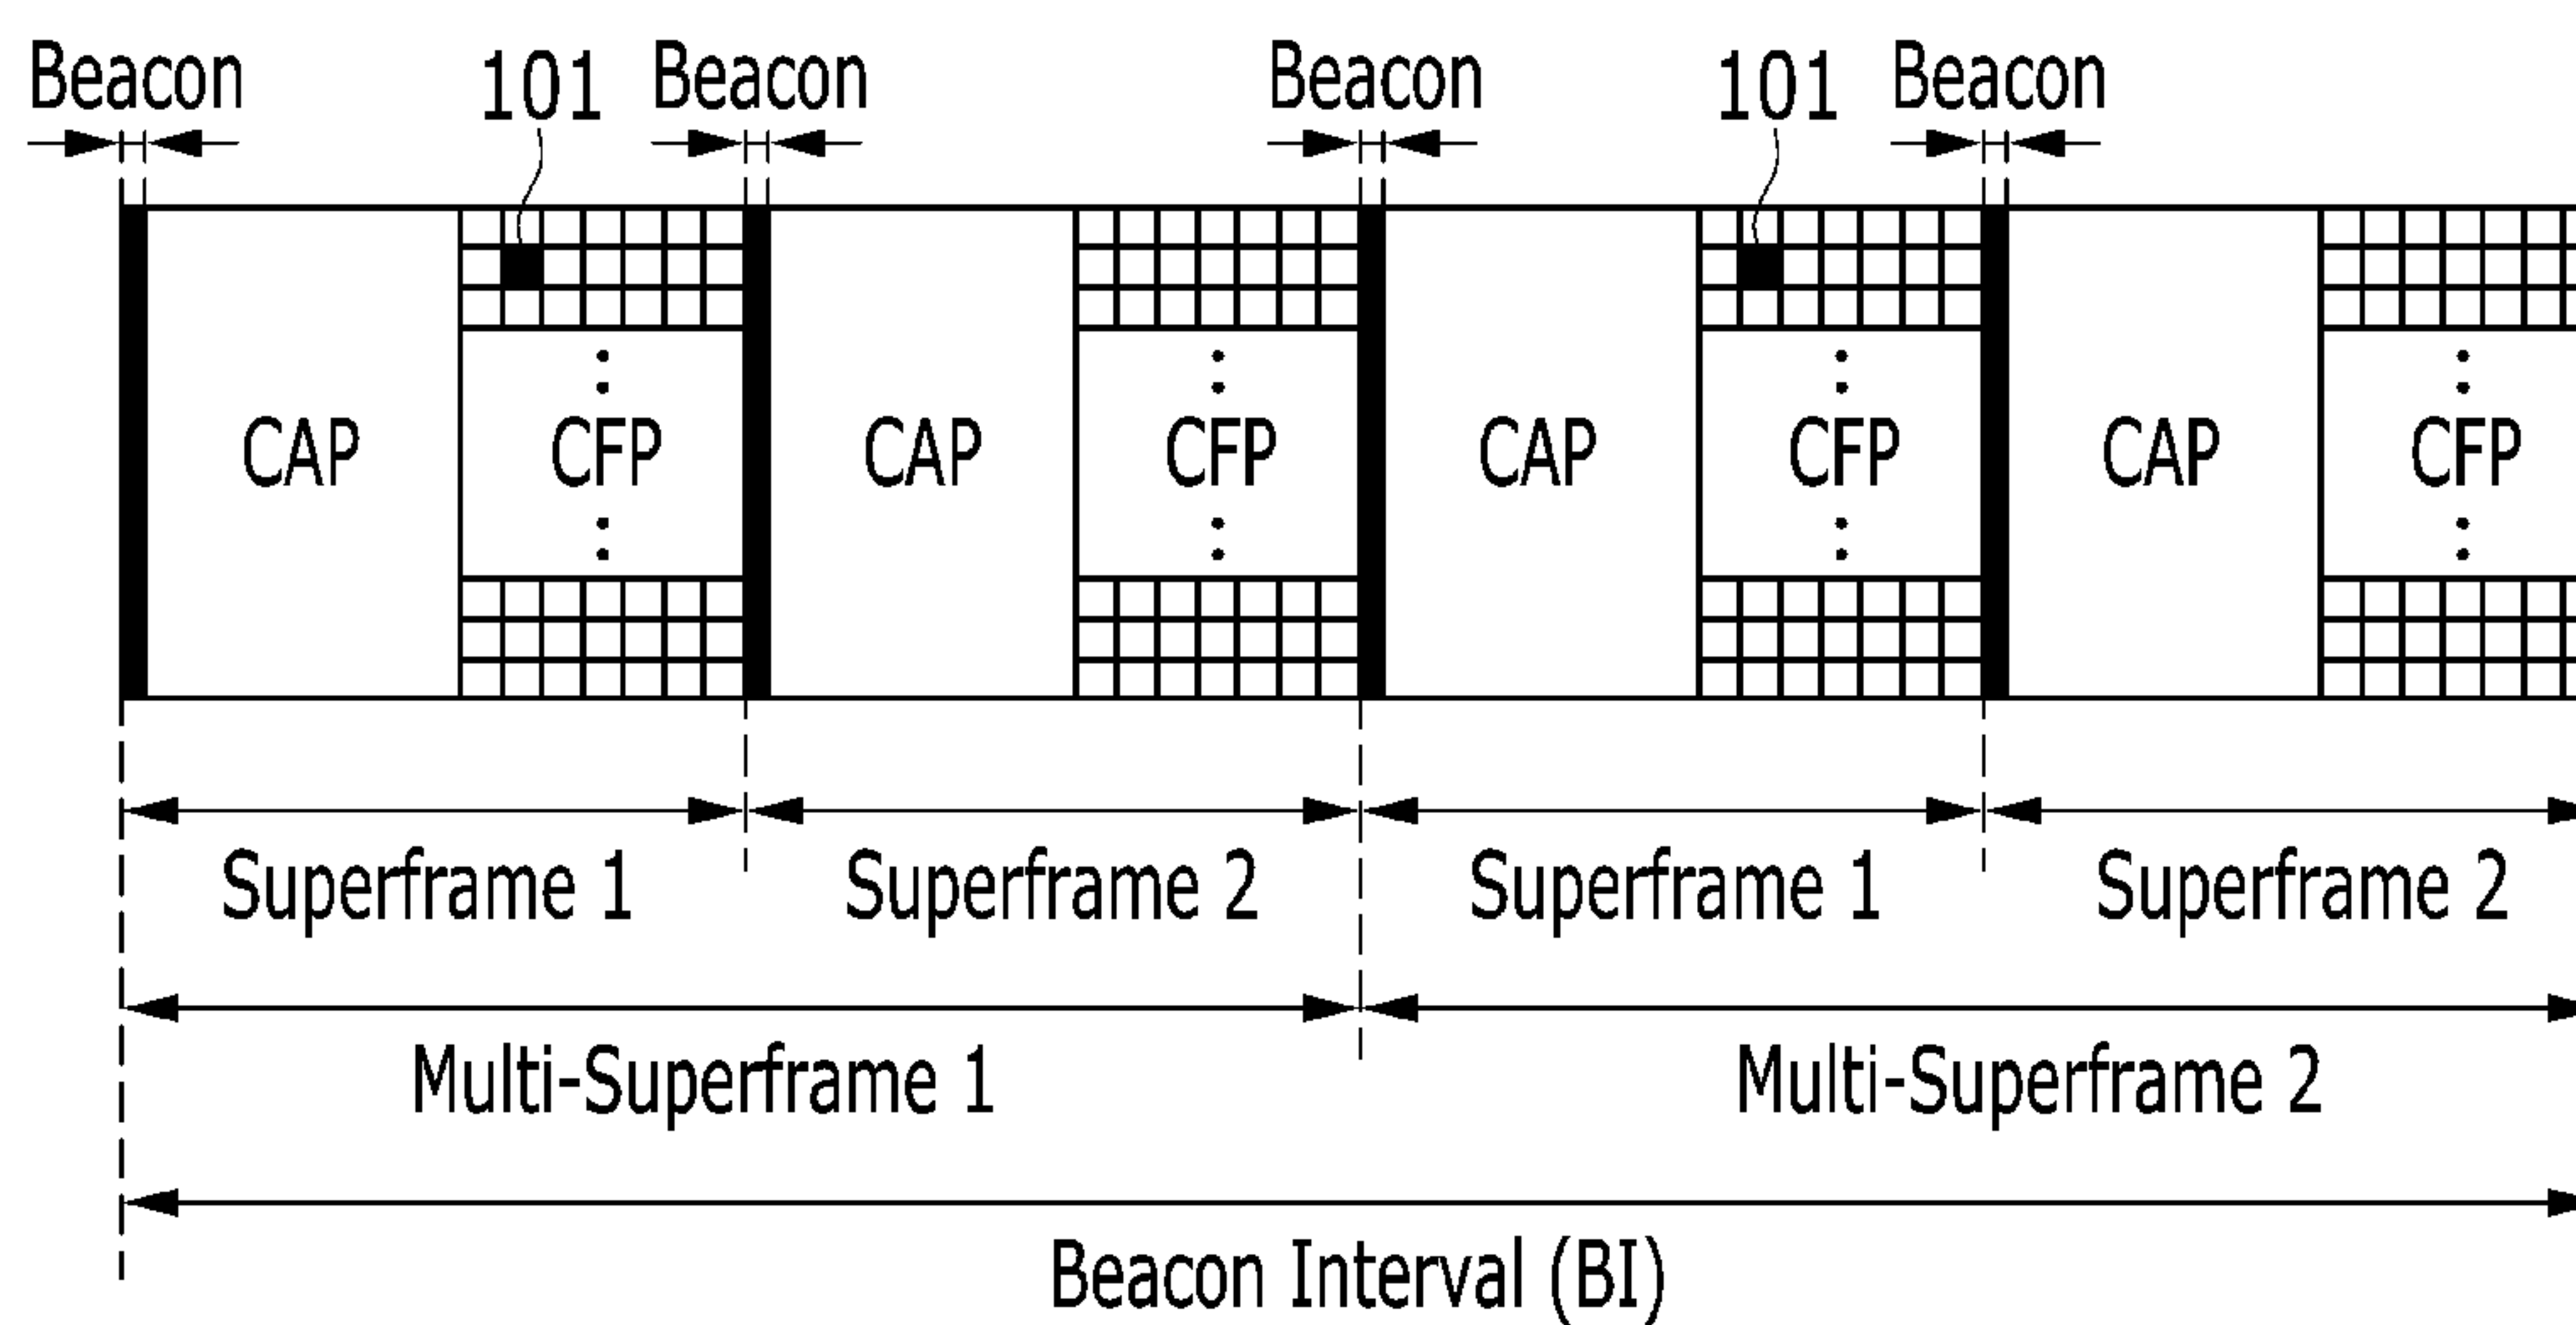 Beacon 101 Beacon Beacon 101 Beacon
CAP CFP CAP CFP CAP CFP CAP CFP
Superframe 1 Superframe 2 Superframe 1 Superframe 2
Multi-Superframe 1 Multi-Superframe 2
Beacon Interval (BI)